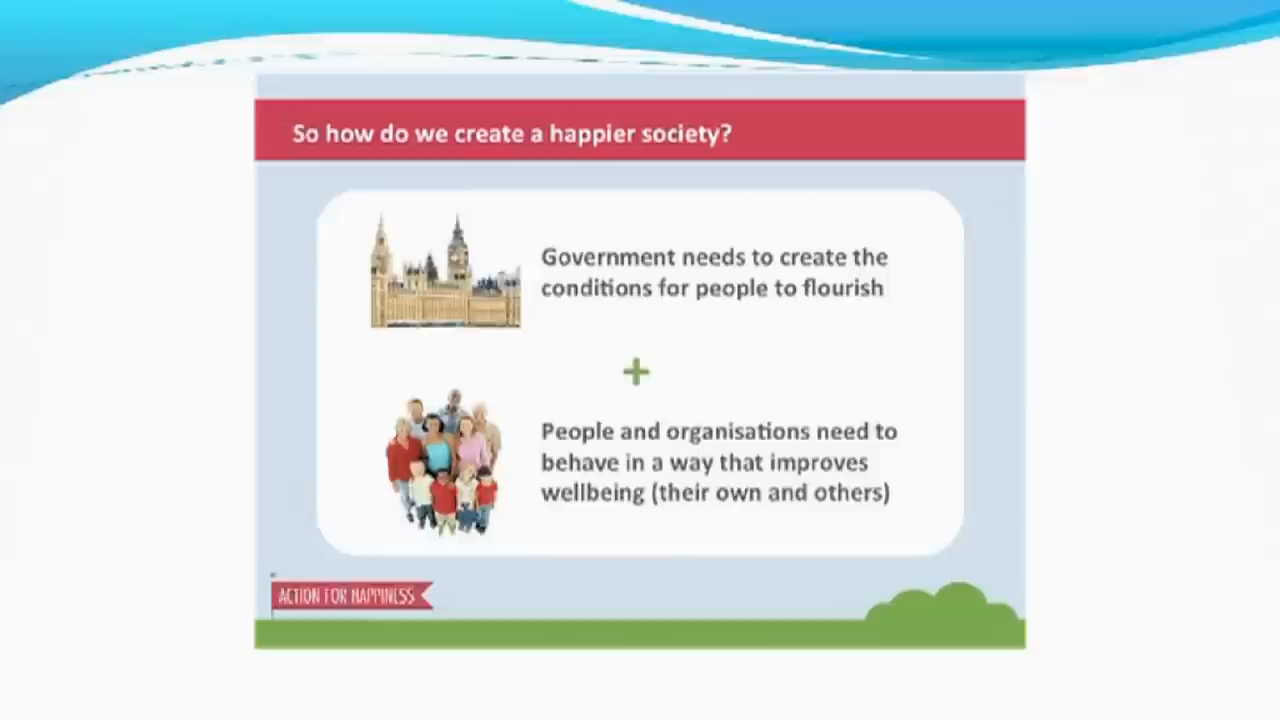 So how do we create a happier society?
Government needs to create the
conditions for people to flourish
+
People and organisations need to
behave in a way that improves
wellbeing (their own and others)
ACTION FOR HAPPINESS